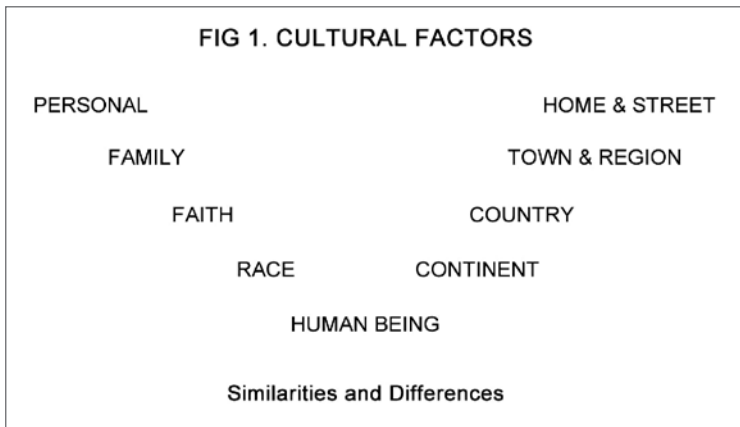 FIG 1. CULTURAL FACTORS
PERSONAL HOME & STREET
FAMILY TOWN & REGION
FAITH COUNTRY
RACE CONTINENT
HUMAN BEING
Similarities and Differences